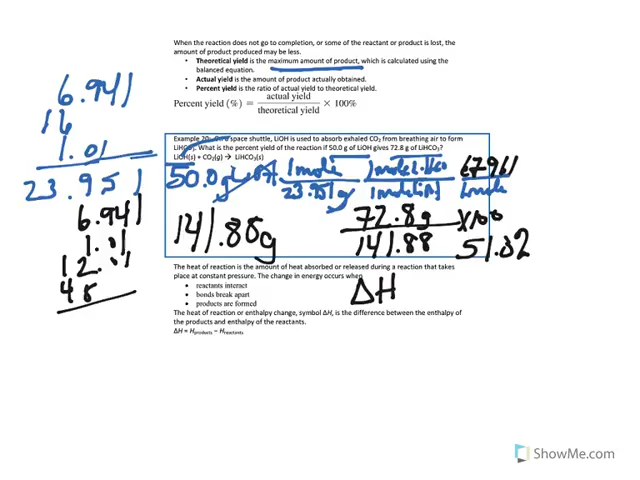 When the reaction does not go to completion, or some of the reactant or product is lost, the
amount of product produced may be less.
• Theoretical yield is the maximum amount of product, which is calculated using the
balanced equation.
• Actual yield is the amount of product actually obtained.
• Percent yield is the ratio of actual yield to theoretical yield.
Percent yield (%) = actual yield / theoretical yield × 100%
6.941
16
1.01
23.951
6.941
1.01
12.01
48
Example 20: space shuttle, LiOH is used to absorb exhaled CO₂ from breathing air to form
LiHCO₃. What is the percent yield of the reaction if 50.0 g of LiOH gives 72.8 g of LiHCO₃?
LiOH(s) + CO₂(g) → LiHCO₃(s)
50.0g 1mole 67.961
23.951g 1mole
141.88g 72.8g x100
141.88 51.32
The heat of reaction is the amount of heat absorbed or released during a reaction that takes
place at constant pressure. The change in energy occurs when
• reactants interact
• bonds break apart
• products are formed
ΔH
The heat of reaction or enthalpy change, symbol ΔH, is the difference between the enthalpy of
the products and enthalpy of the reactants.
ΔH = Hproducts − Hreactants
ShowMe.com